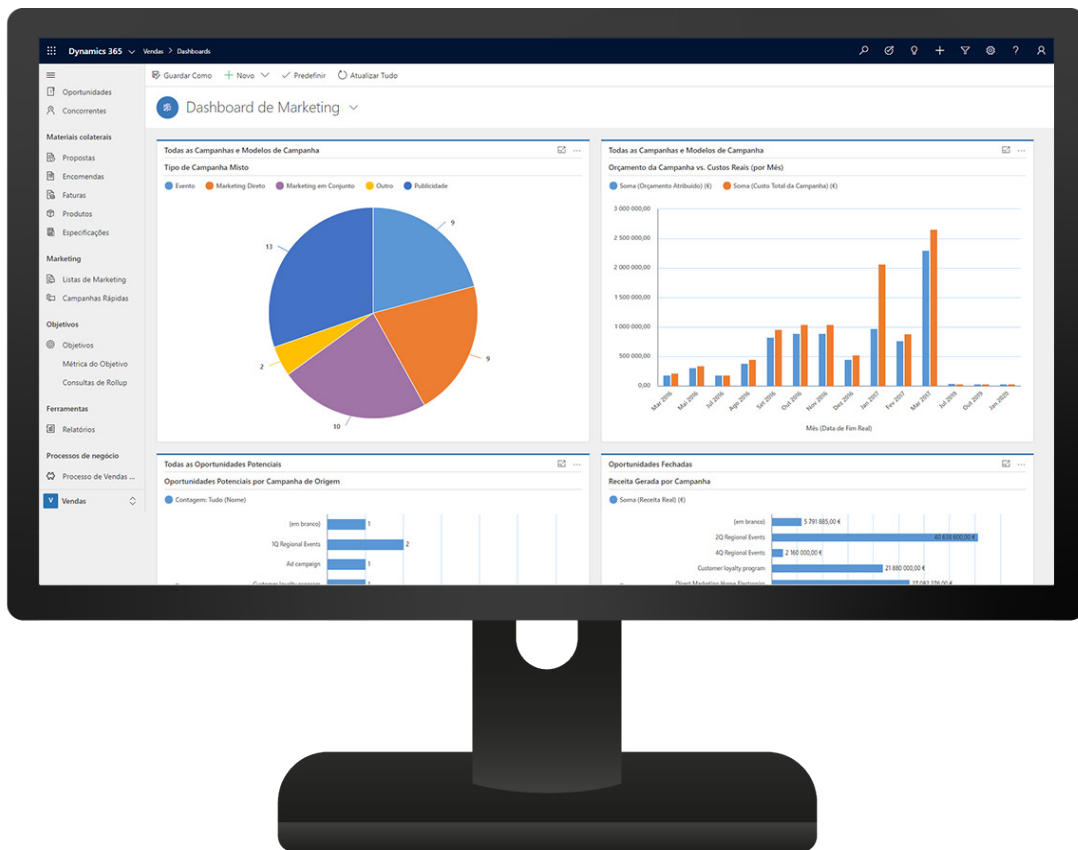 Dynamics 365 Vendas > Dashboards ?
Guardar Como + Novo Predefinir Atualizar Tudo
Oportunidades
Concorrentes
Materiais colaterais
Propostas
Encomendas
Faturas
Produtos
Especificações
Marketing
Listas de Marketing
Campanhas Rápidas
Objetivos
Objetivos
Métrica do Objetivo
Consultas de Rollup
Ferramentas
Relatórios
Processos de negócio
Processo de Vendas ...
V Vendas
Dashboard de Marketing
Todas as Campanhas e Modelos de Campanha
Tipo de Campanha Misto
Evento Marketing Direto Marketing em Conjunto Outro Publicidade
9
13
9
2
10
Todas as Campanhas e Modelos de Campanha
Orçamento da Campanha vs. Custos Reais (por Mês)
Soma (Orçamento Atribuído) (€) Soma (Custo Total da Campanha) (€)
3 000 000,00
2 500 000,00
2 000 000,00
1 500 000,00
1 000 000,00
500 000,00
0,00
Mar 2016 Mai 2016 Jul 2016 Ago 2016 Set 2016 Out 2016 Nov 2016 Dez 2016 Jan 2017 Fev 2017 Mar 2017 Jul 2019 Out 2019 Jan 2020
Mês (Data de Fim Real)
Todas as Oportunidades Potenciais
Oportunidades Potenciais por Campanha de Origem
Contagem: Tudo (Nome)
(em branco) 1
1Q Regional Events 2
Ad campaign 1
Customer loyalty program 1
Oportunidades Fechadas
Receita Gerada por Campanha
Soma (Receita Real) (€)
(em branco) 5 791 885,00 €
2Q Regional Events
4Q Regional Events 2 160 000,00 €
Customer loyalty program 21 880 000,00 €
Direct Marketing Home Electronics